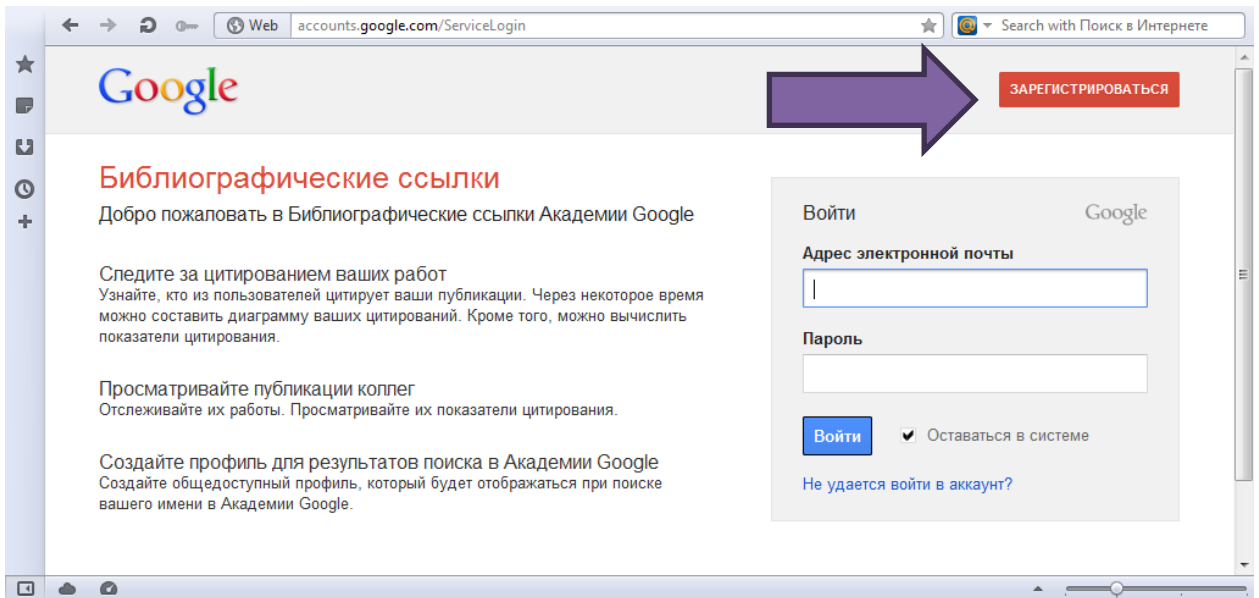 Web accounts.google.com/ServiceLogin Search with Поиск в Интернете
Google ЗАРЕГИСТРИРОВАТЬСЯ
Библиографические ссылки
Добро пожаловать в Библиографические ссылки Академии Google
Следите за цитированием ваших работ
Узнайте, кто из пользователей цитирует ваши публикации. Через некоторое время
можно составить диаграмму ваших цитирований. Кроме того, можно вычислить
показатели цитирования.
Просматривайте публикации коллег
Отслеживайте их работы. Просматривайте их показатели цитирования.
Создайте профиль для результатов поиска в Академии Google
Создайте общедоступный профиль, который будет отображаться при поиске
вашего имени в Академии Google.
Войти Google
Адрес электронной почты
Пароль
Войти Оставаться в системе
Не удается войти в аккаунт?